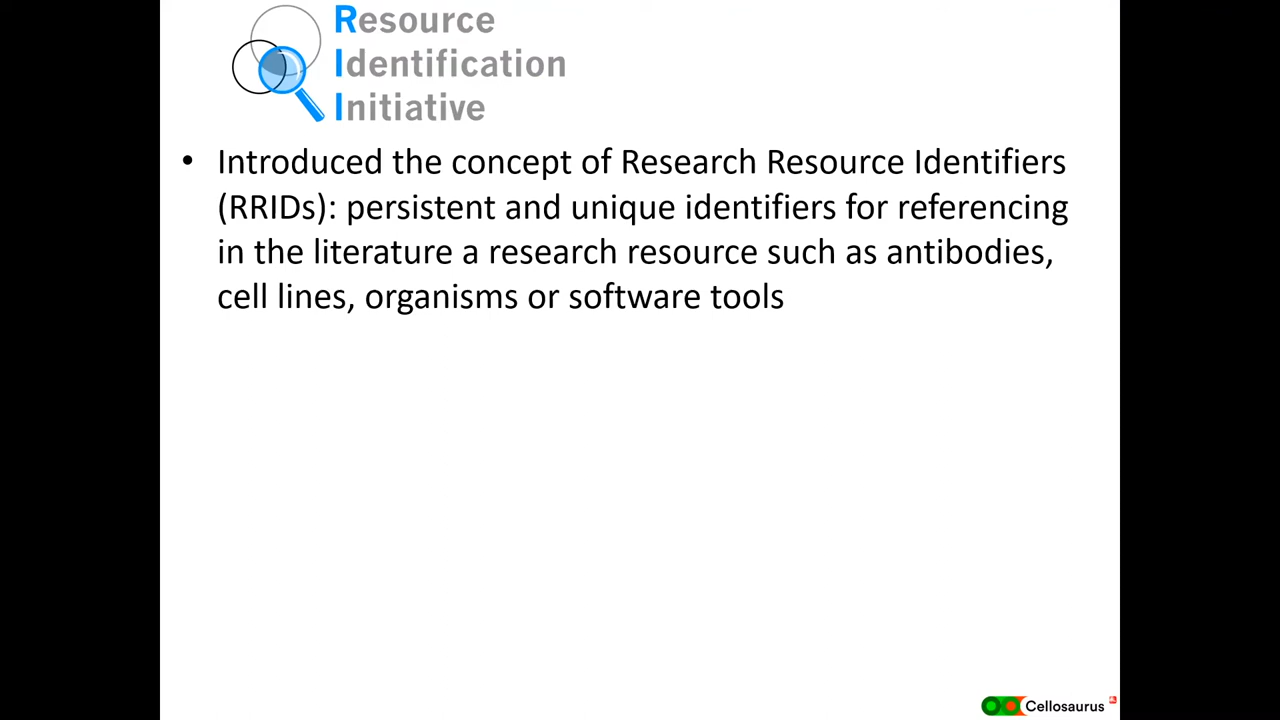 Resource
Identification
Initiative
• Introduced the concept of Research Resource Identifiers
(RRIDs): persistent and unique identifiers for referencing
in the literature a research resource such as antibodies,
cell lines, organisms or software tools
Cellosaurus